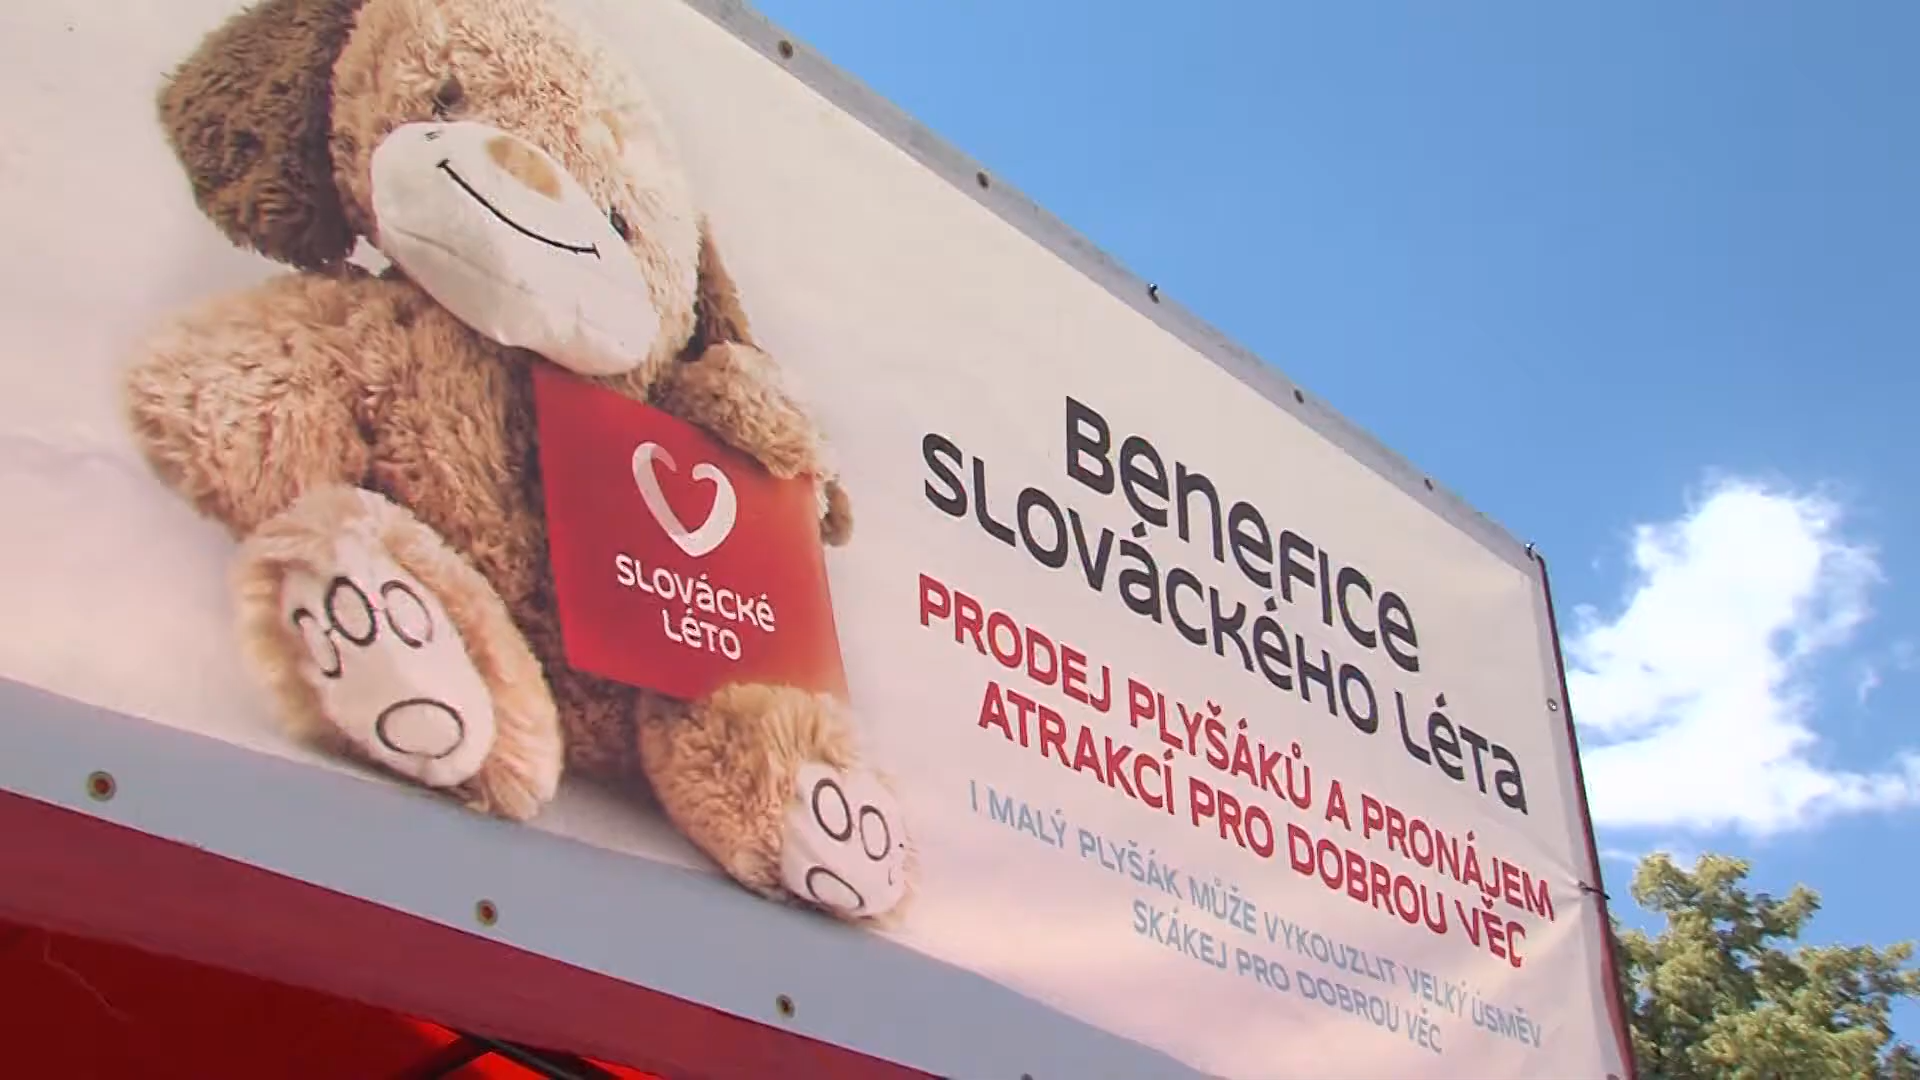 SLOVÁCKÉ
LÉTO
BENEFICE
SLOVÁCKÉHO LÉTA
PRODEJ PLYŠÁKŮ A PRONÁJEM
ATRAKCÍ PRO DOBROU VĚC
I MALÝ PLYŠÁK MŮŽE VYKOUZLIT VELKÝ ÚSMĚV
SKÁKEJ PRO DOBROU VĚC